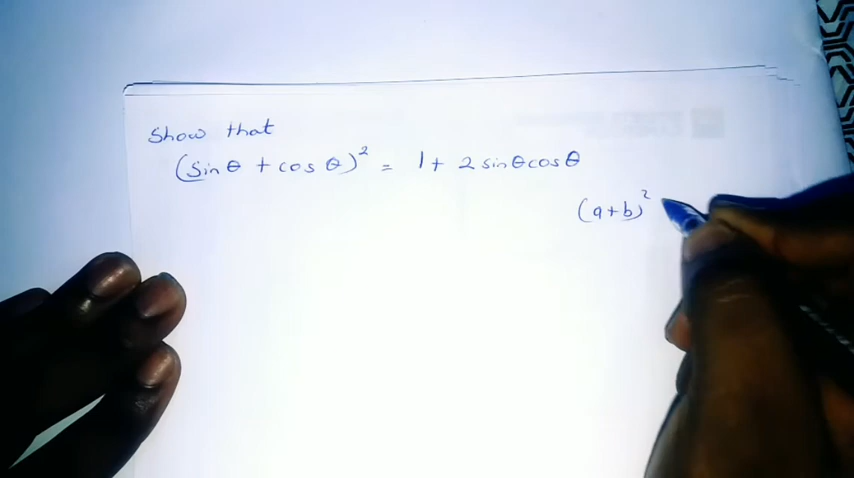 Show that
(sin θ + cos θ)² = 1 + 2 sin θ cos θ
(a+b)²